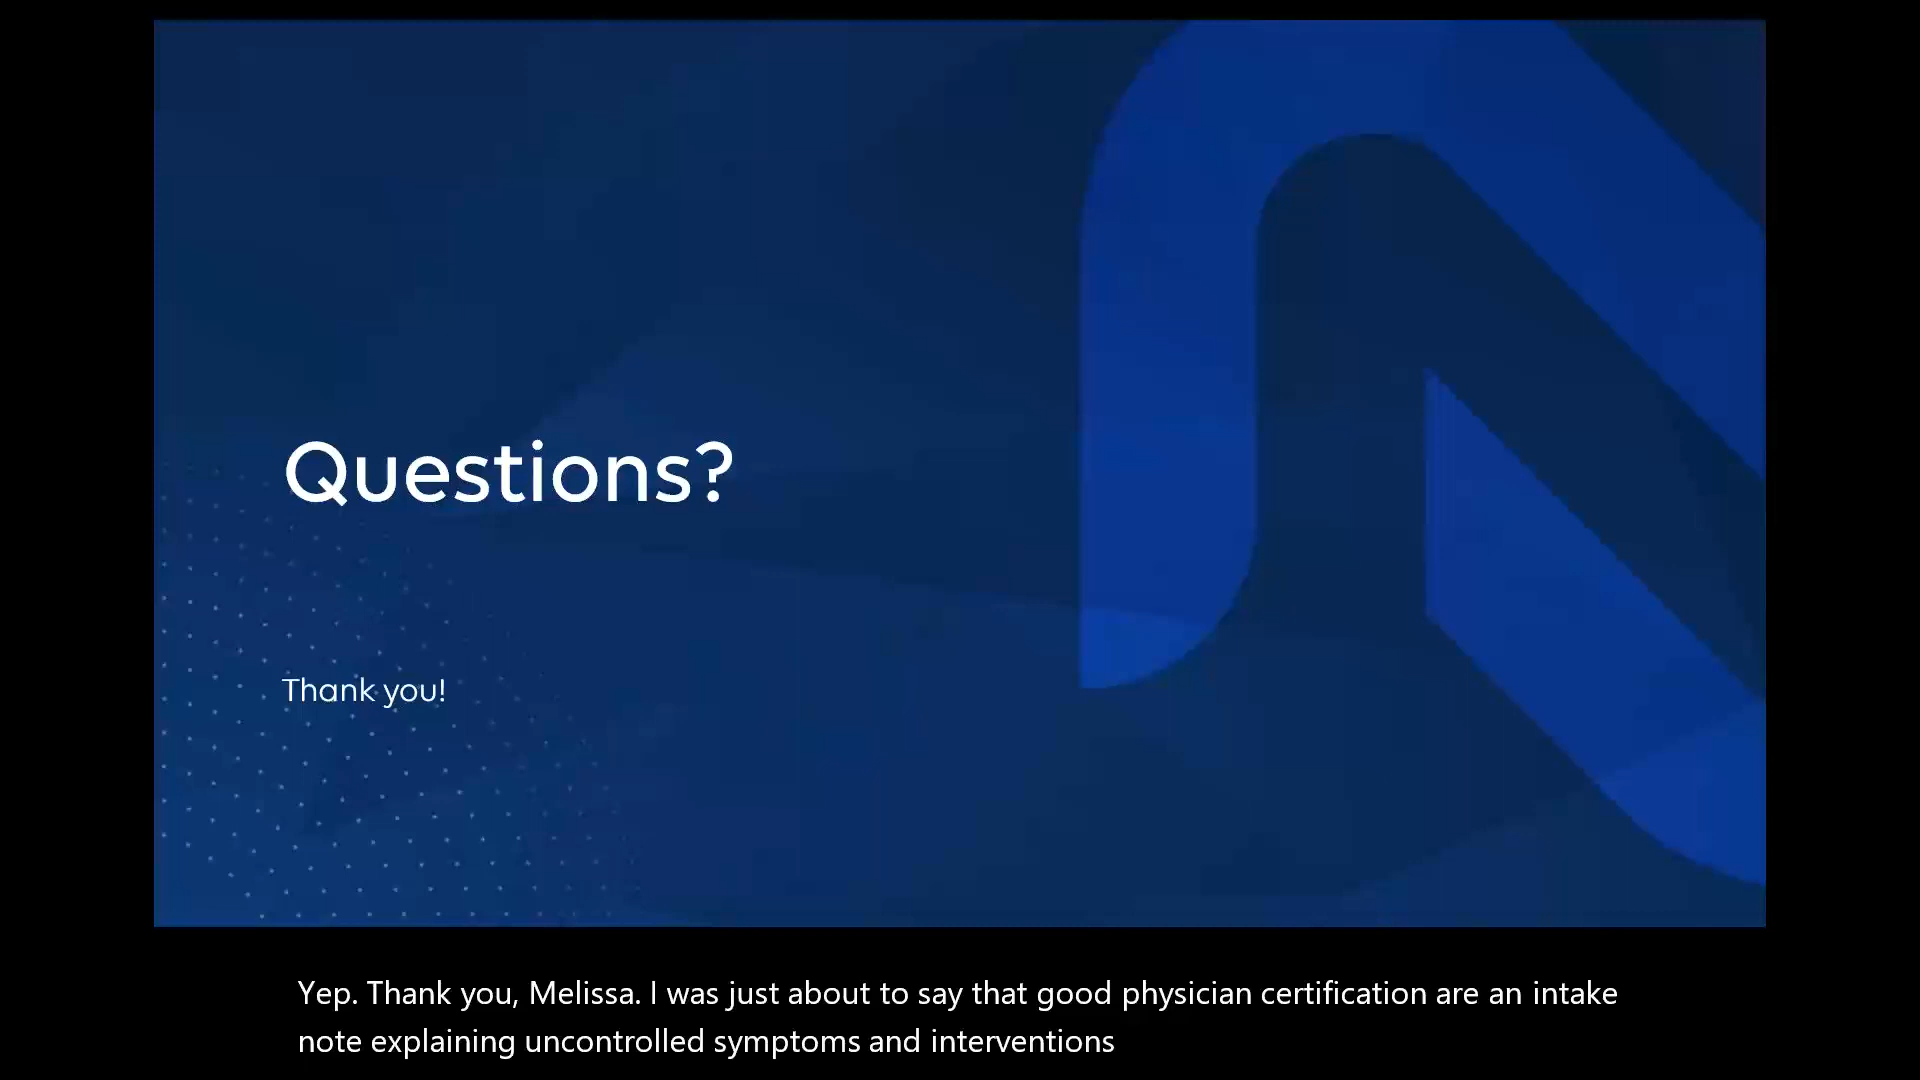 Questions?
Thank you!
Yep. Thank you, Melissa. I was just about to say that good physician certification are an intake
note explaining uncontrolled symptoms and interventions